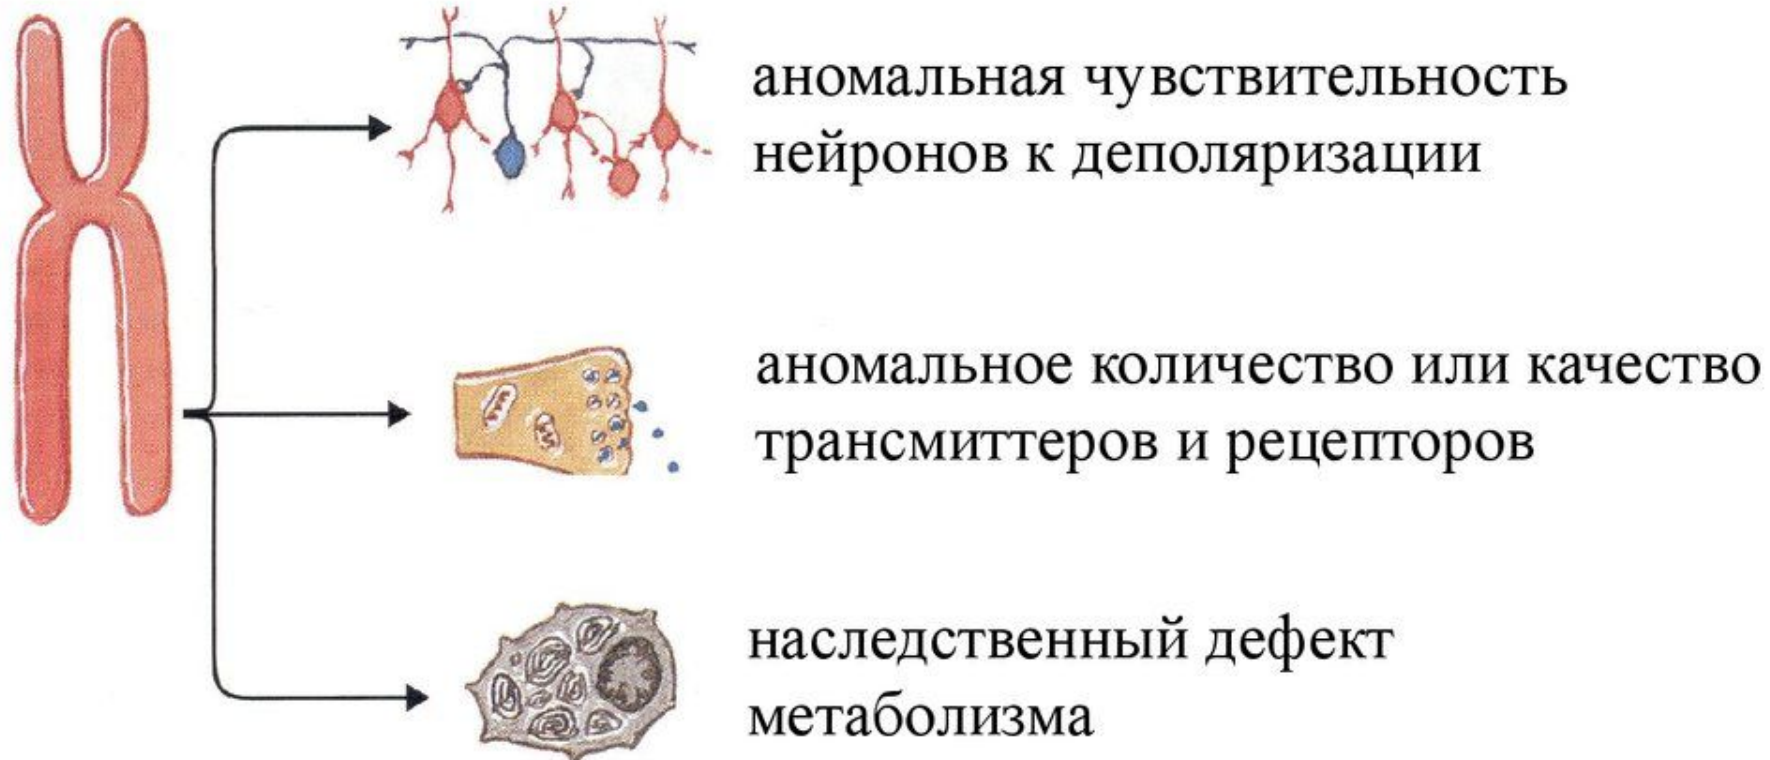 аномальная чувствительность
нейронов к деполяризации
аномальное количество или качество
трансмиттеров и рецепторов
наследственный дефект
метаболизма